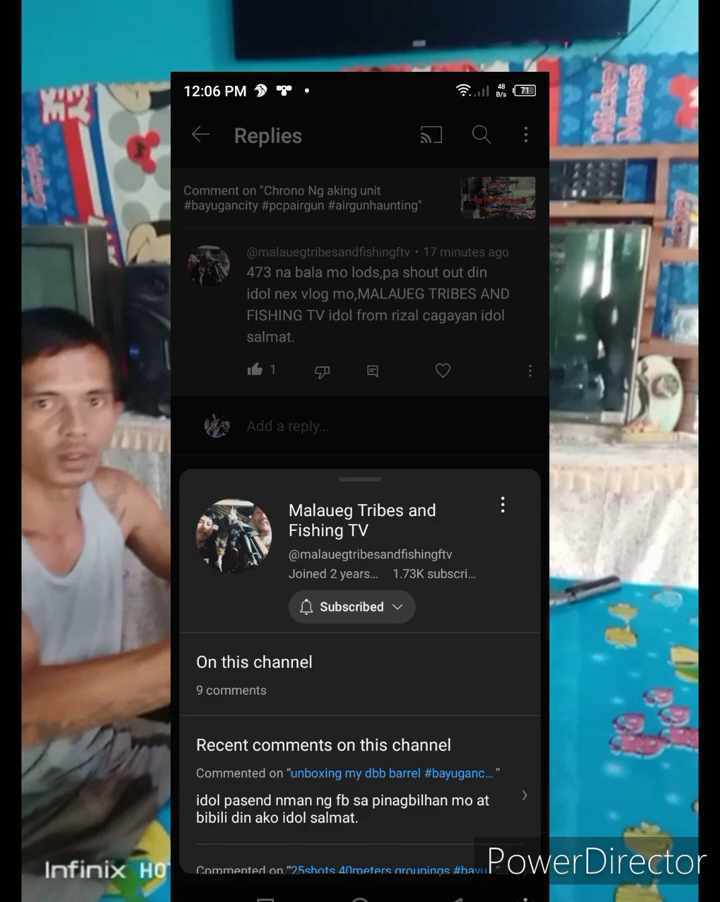 12:06 PM
48
B/s
71
Mickey
Mouse
Replies
Comment on "Chrono Ng aking unit
#bayugancity #pcpairgun #airgunhaunting"
@malauegtribesandfishingftv • 17 minutes ago
473 na bala mo lods,pa shout out din
idol nex vlog mo,MALAUEG TRIBES AND
FISHING TV idol from rizal cagayan idol
salmat.
1
Add a reply...
Malaueg Tribes and
Fishing TV
@malauegtribesandfishingftv
Joined 2 years... 1.73K subscri...
Subscribed
On this channel
9 comments
Recent comments on this channel
Commented on "unboxing my dbb barrel #bayuganc..."
idol pasend nman ng fb sa pinagbilhan mo at
bibili din ako idol salmat.
Commented on "25shots 40meters groupings #bayu
PowerDirector
Infinix HO